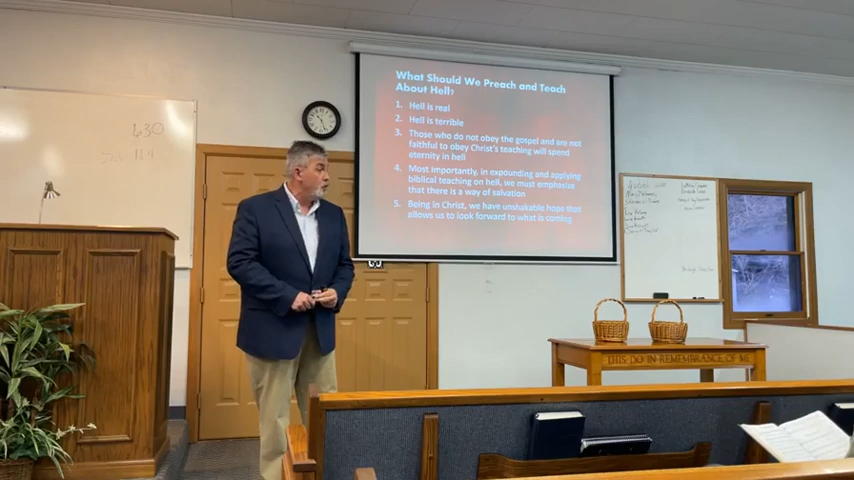 430
What Should We Preach and Teach
About Hell?
1. Hell is real
2. Hell is terrible
3. Those who do not obey the gospel and are not
faithful to obey Christ's teaching will spend
eternity in hell
4. Most Importantly, in expounding and applying
biblical teaching on hell, we must emphasize
that there is a way of salvation
5. Being in Christ, we have unshakable hope that
allows us to look forward to what is coming
THIS DO IN REMEMBRANCE OF ME